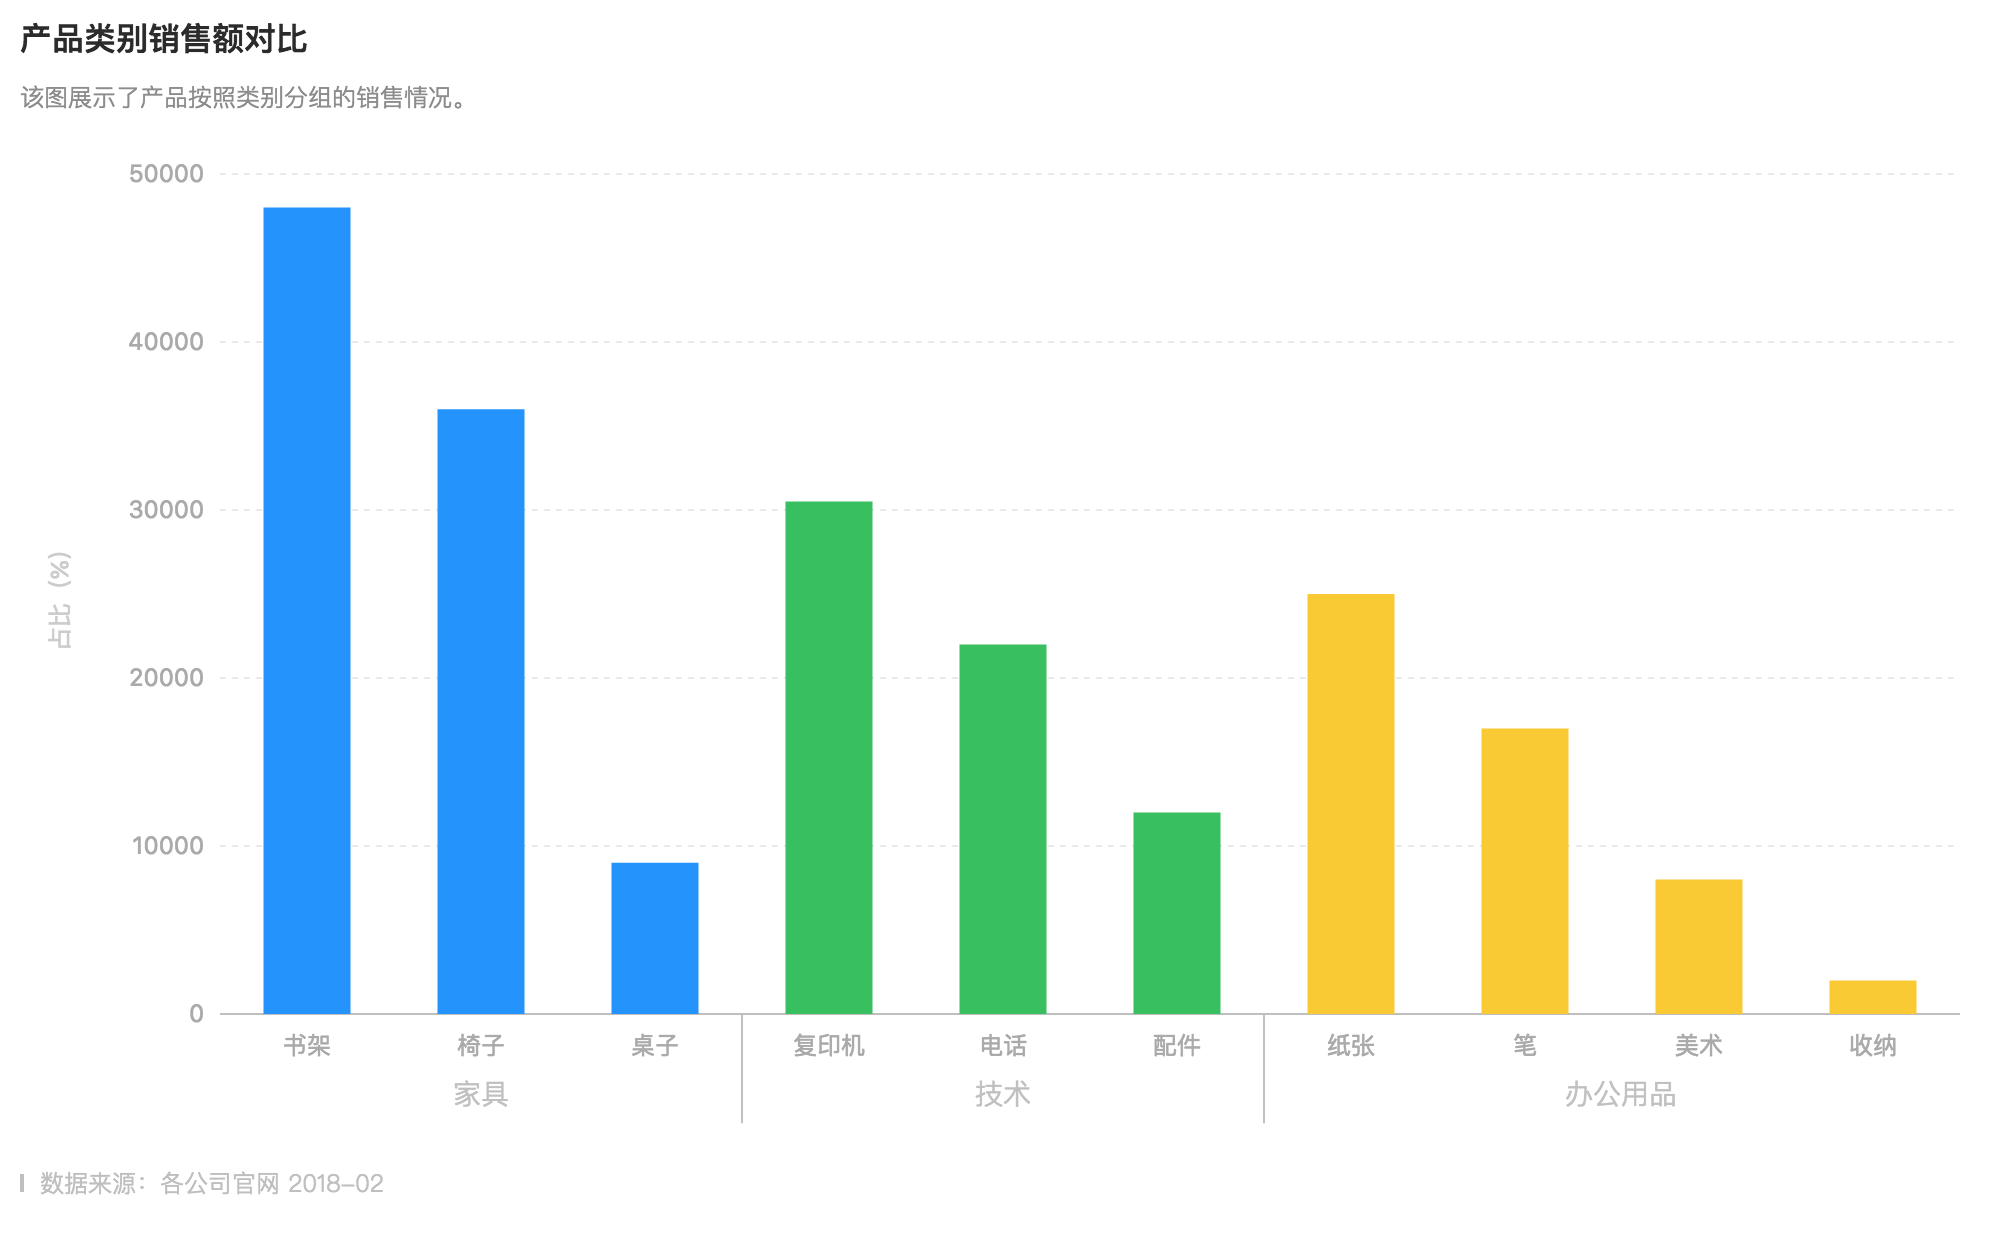 产品类别销售额对比
该图展示了产品按照类别分组的销售情况。
50000
40000
30000
20000
10000
0
占比 (%)
书架 椅子 桌子 复印机 电话 配件 纸张 笔 美术 收纳
家具 技术 办公用品
数据来源：各公司官网 2018-02